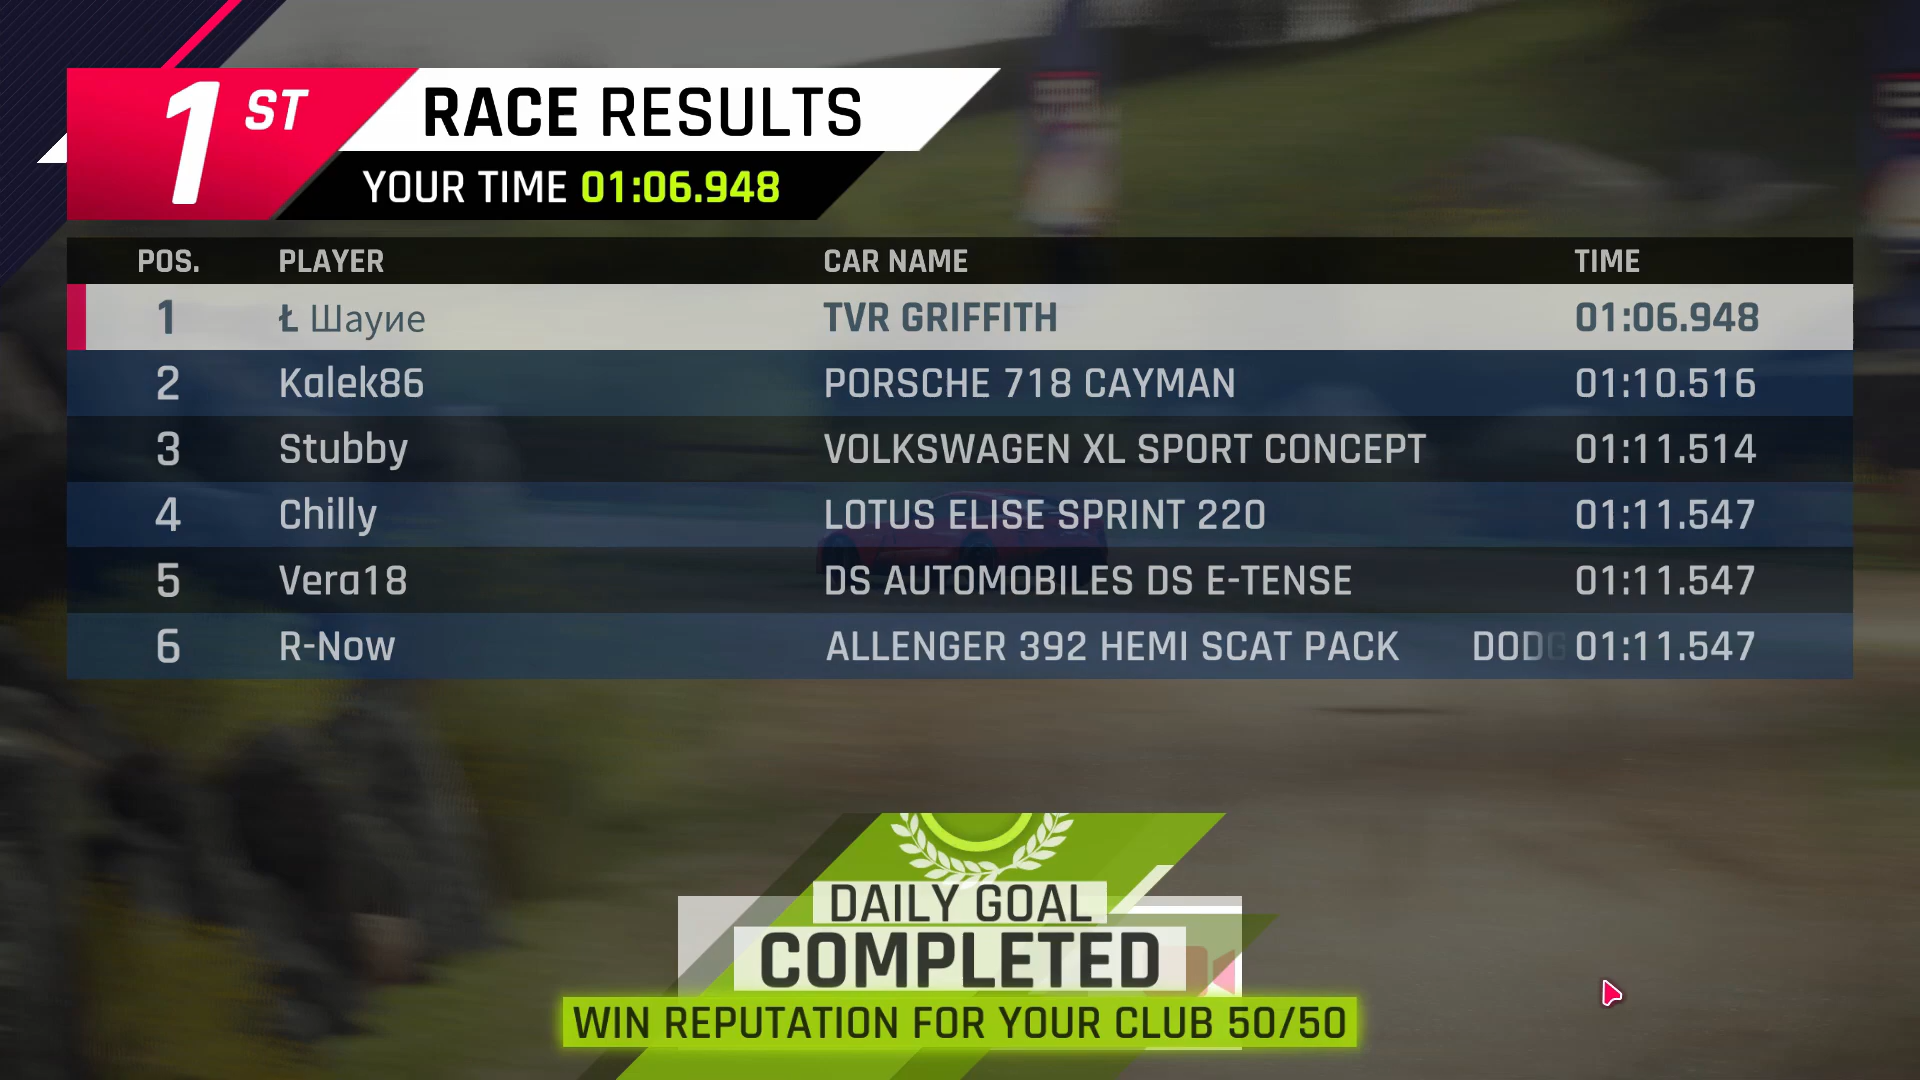 1ST
RACE RESULTS
YOUR TIME 01:06.948
POS. PLAYER CAR NAME TIME
1 Ł Шауие TVR GRIFFITH 01:06.948
2 Kalek86 PORSCHE 718 CAYMAN 01:10.516
3 Stubby VOLKSWAGEN XL SPORT CONCEPT 01:11.514
4 Chilly LOTUS ELISE SPRINT 220 01:11.547
5 Vera18 DS AUTOMOBILES DS E-TENSE 01:11.547
6 R-Now ALLENGER 392 HEMI SCAT PACK DODG 01:11.547
DAILY GOAL
COMPLETED
WIN REPUTATION FOR YOUR CLUB 50/50